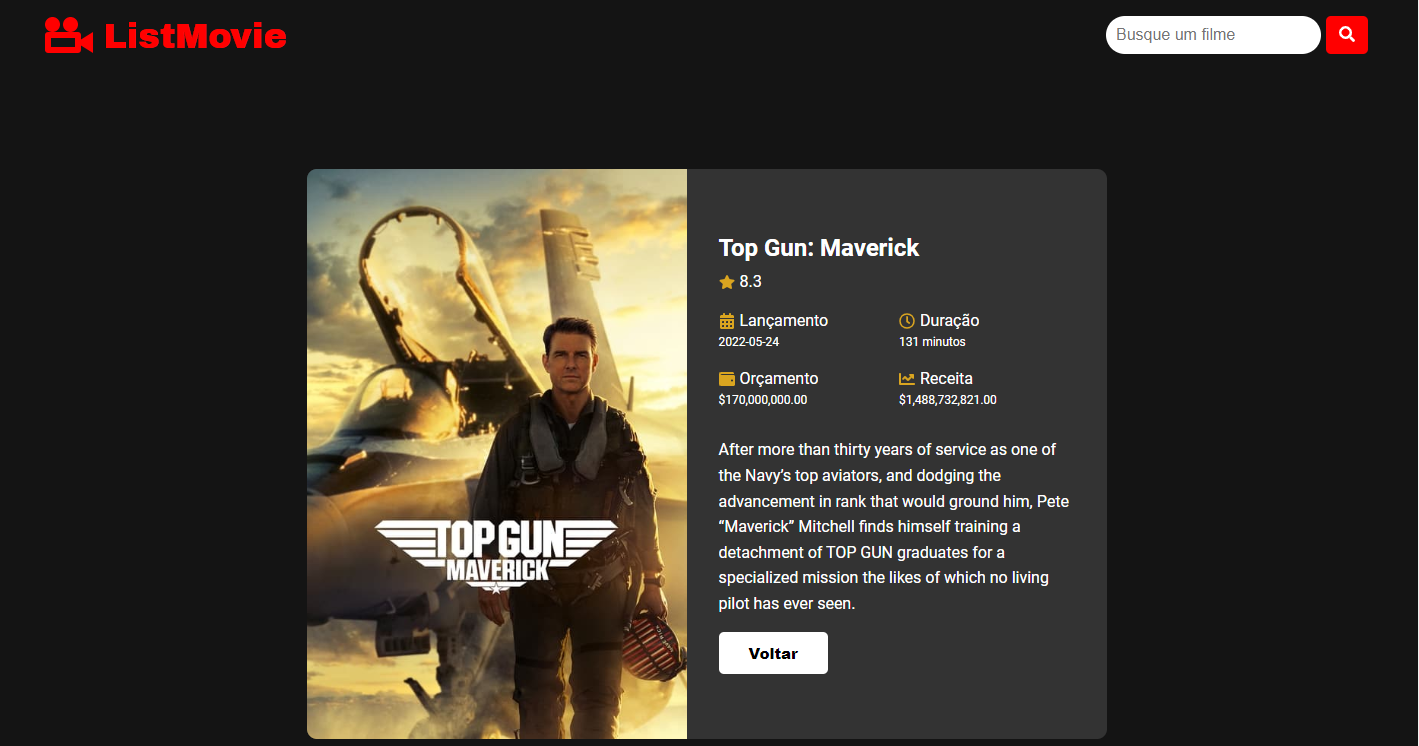 ListMovie
Busque um filme
TOP GUN
MAVERICK
Top Gun: Maverick
8.3
Lançamento
2022-05-24
Duração
131 minutos
Orçamento
$170,000,000.00
Receita
$1,488,732,821.00
After more than thirty years of service as one of
the Navy’s top aviators, and dodging the
advancement in rank that would ground him, Pete
“Maverick” Mitchell finds himself training a
detachment of TOP GUN graduates for a
specialized mission the likes of which no living
pilot has ever seen.
Voltar